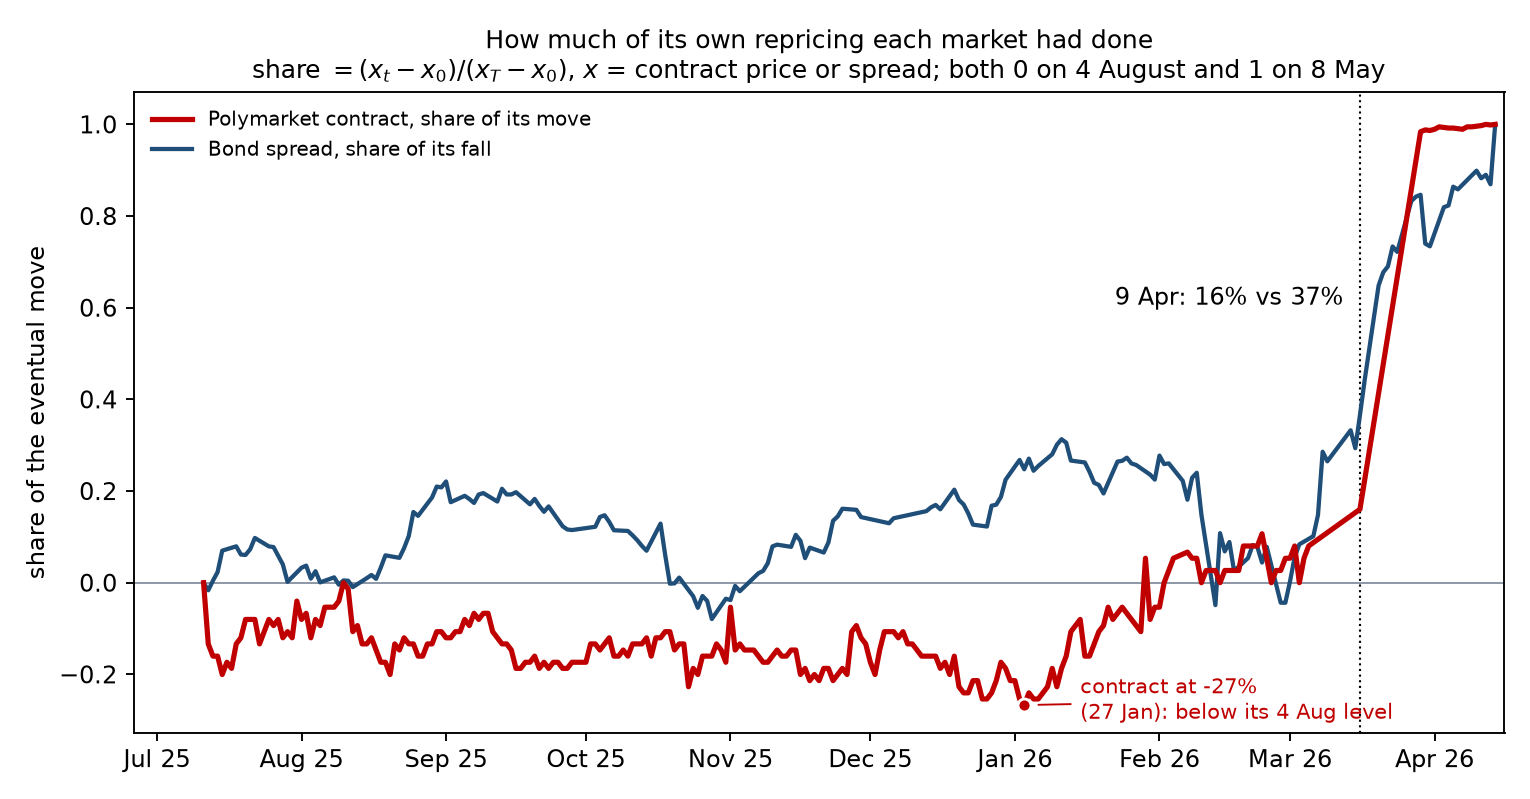 How much of its own repricing each market had done
share $= (x_t - x_0)/(x_T - x_0)$, $x$ = contract price or spread; both 0 on 4 August and 1 on 8 May
Polymarket contract, share of its move
Bond spread, share of its fall
share of the eventual move
1.0
0.8
0.6
0.4
0.2
0.0
−0.2
9 Apr: 16% vs 37%
contract at -27%
(27 Jan): below its 4 Aug level
Jul 25
Aug 25
Sep 25
Oct 25
Nov 25
Dec 25
Jan 26
Feb 26
Mar 26
Apr 26